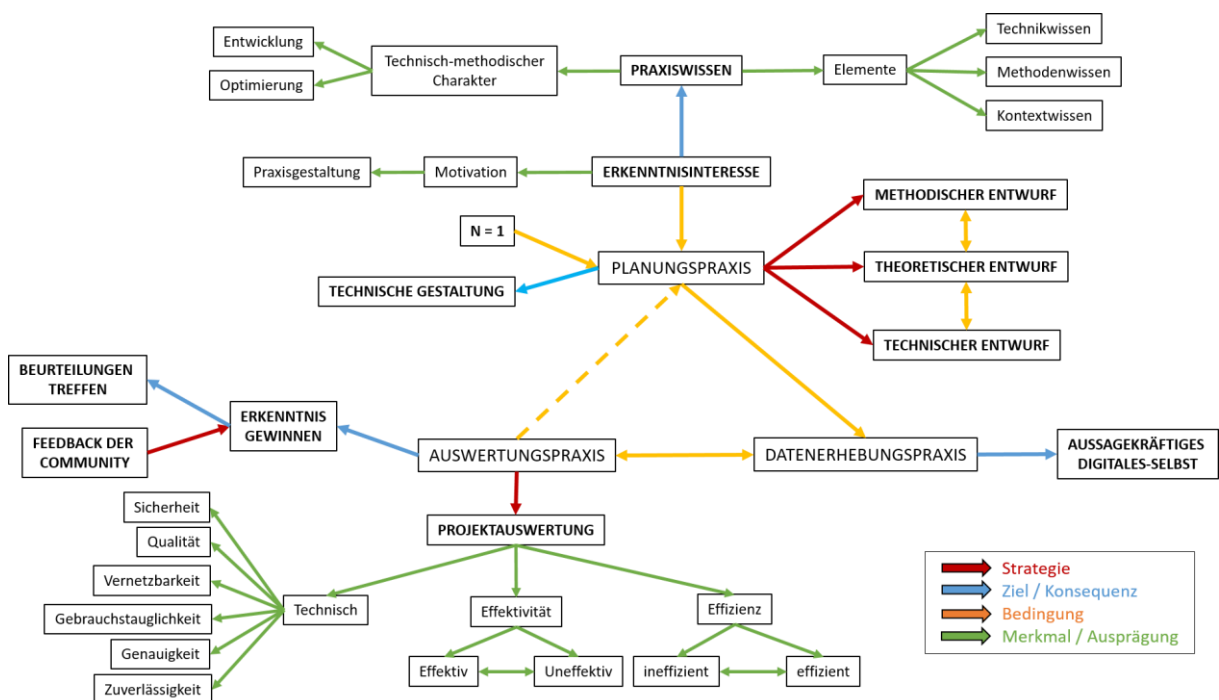 Entwicklung
Optimierung
Technisch-methodischer
Charakter
PRAXISWISSEN
Elemente
Technikwissen
Methodenwissen
Kontextwissen
Praxisgestaltung
Motivation
ERKENNTNISINTERESSE
N = 1
PLANUNGSPRAXIS
TECHNISCHE GESTALTUNG
METHODISCHER ENTWURF
THEORETISCHER ENTWURF
TECHNISCHER ENTWURF
BEURTEILUNGEN
TREFFEN
FEEDBACK DER
COMMUNITY
ERKENNTNIS
GEWINNEN
AUSWERTUNGSPRAXIS
DATENERHEBUNGSPRAXIS
AUSSAGEKRÄFTIGES
DIGITALES-SELBST
PROJEKTAUSWERTUNG
Sicherheit
Qualität
Vernetzbarkeit
Gebrauchstauglichkeit
Genauigkeit
Zuverlässigkeit
Technisch
Effektivität
Effektiv
Uneffektiv
Effizienz
ineffizient
effizient
Strategie
Ziel / Konsequenz
Bedingung
Merkmal / Ausprägung